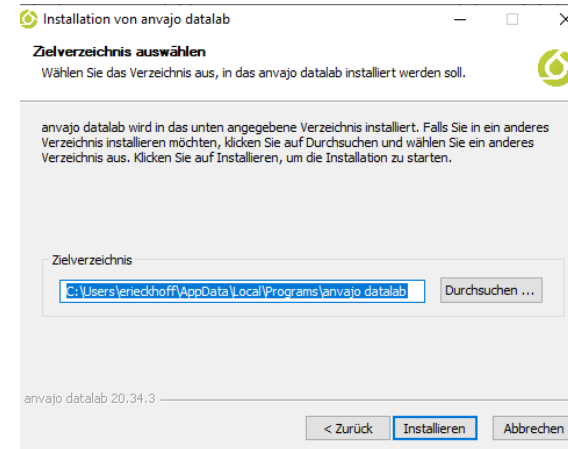 Installation von anvajo datalab
Zielverzeichnis auswählen
Wählen Sie das Verzeichnis aus, in das anvajo datalab installiert werden soll.
anvajo datalab wird in das unten angegebene Verzeichnis installiert. Falls Sie in ein anderes
Verzeichnis installieren möchten, klicken Sie auf Durchsuchen und wählen Sie ein anderes
Verzeichnis aus. Klicken Sie auf Installieren, um die Installation zu starten.
Zielverzeichnis
C:\Users\erieckhoff\AppData\Local\Programs\anvajo datalab
Durchsuchen ...
anvajo datalab 20.34.3
< Zurück
Installieren
Abbrechen